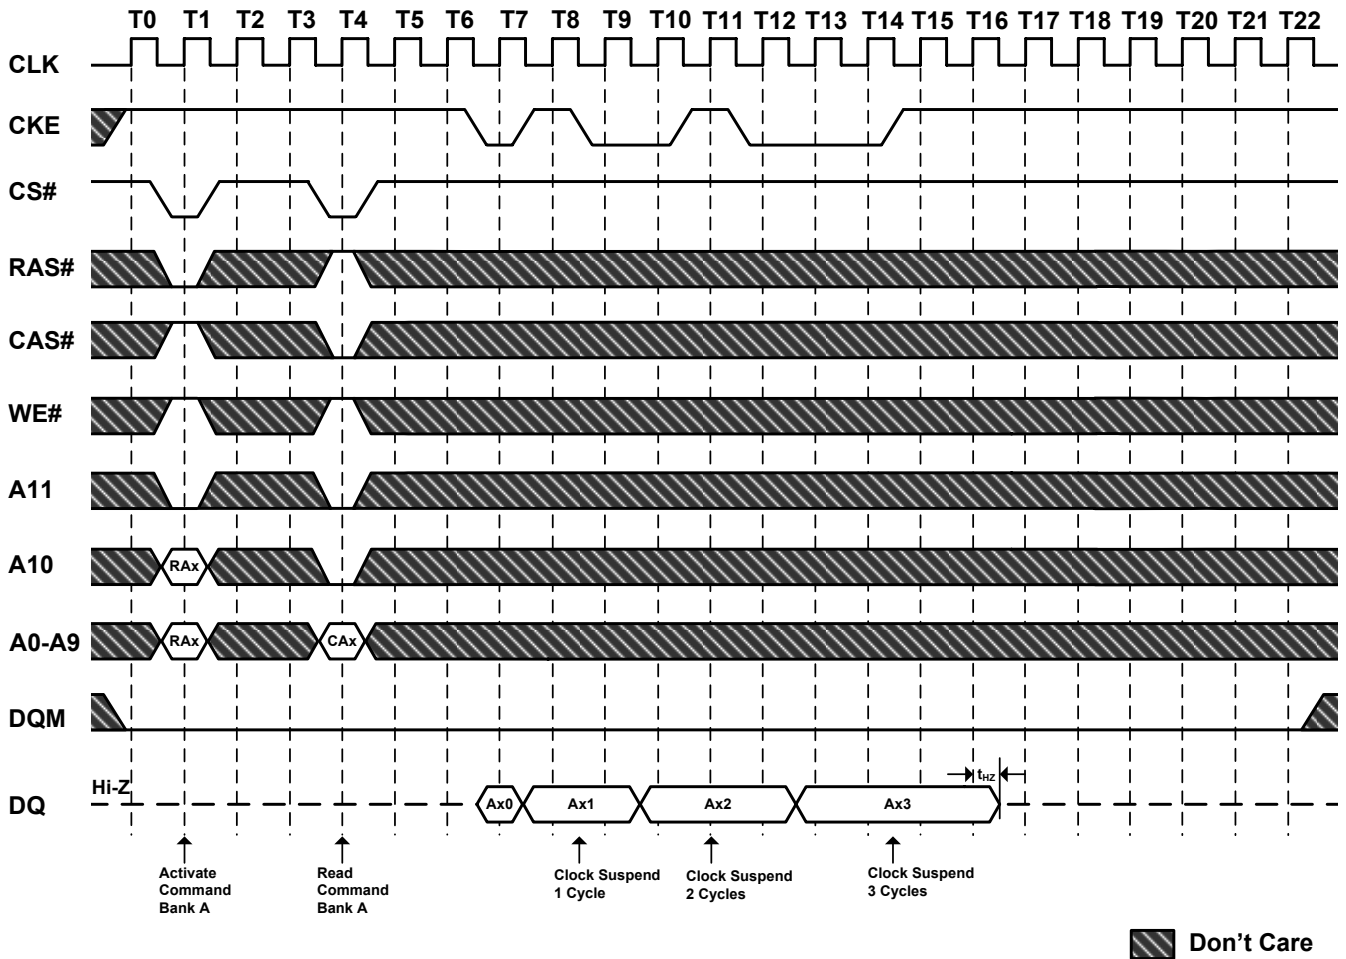 T0 T1 T2 T3 T4 T5 T6 T7 T8 T9 T10 T11 T12 T13 T14 T15 T16 T17 T18 T19 T20 T21 T22
CLK
CKE
CS#
RAS#
CAS#
WE#
A11
A10 RAx
A0-A9 RAx CAx
DQM
Hi-Z tHZ
DQ Ax0 Ax1 Ax2 Ax3
Activate
Command
Bank A
Read
Command
Bank A
Clock Suspend
1 Cycle
Clock Suspend
2 Cycles
Clock Suspend
3 Cycles
Don't Care